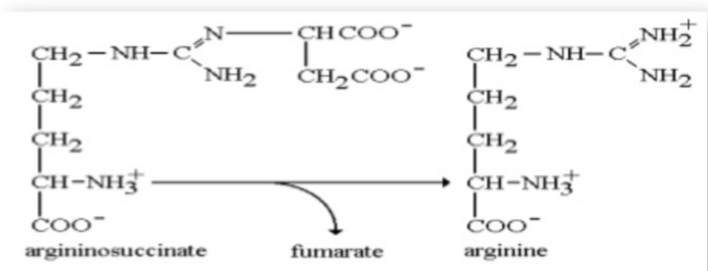 N — CHCOO⁻
CH₂–NH–C
NH₂ CH₂COO⁻
CH₂
CH₂
CH–NH₃⁺
COO⁻
argininosuccinate
fumarate
NH₂⁺
CH₂–NH–C
NH₂
CH₂
CH₂
CH–NH₃⁺
COO⁻
arginine